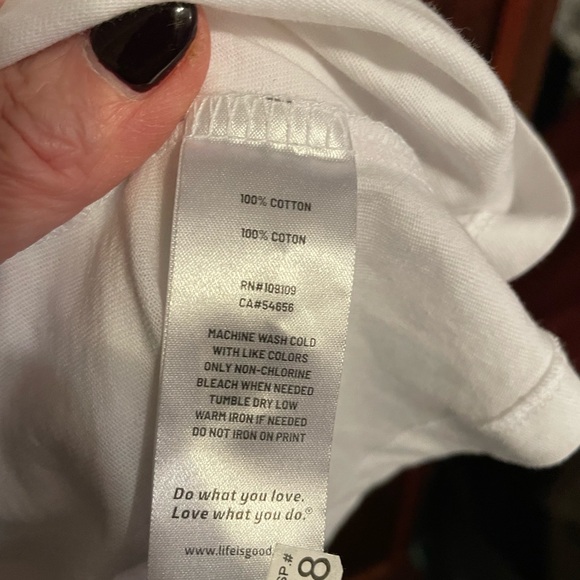 100% COTTON
100% COTON
RN#109109
CA#54656
MACHINE WASH COLD
WITH LIKE COLORS
ONLY NON-CHLORINE
BLEACH WHEN NEEDED
TUMBLE DRY LOW
WARM IRON IF NEEDED
DO NOT IRON ON PRINT
Do what you love.
Love what you do.®
www.lifeisgood.
SP.#
8